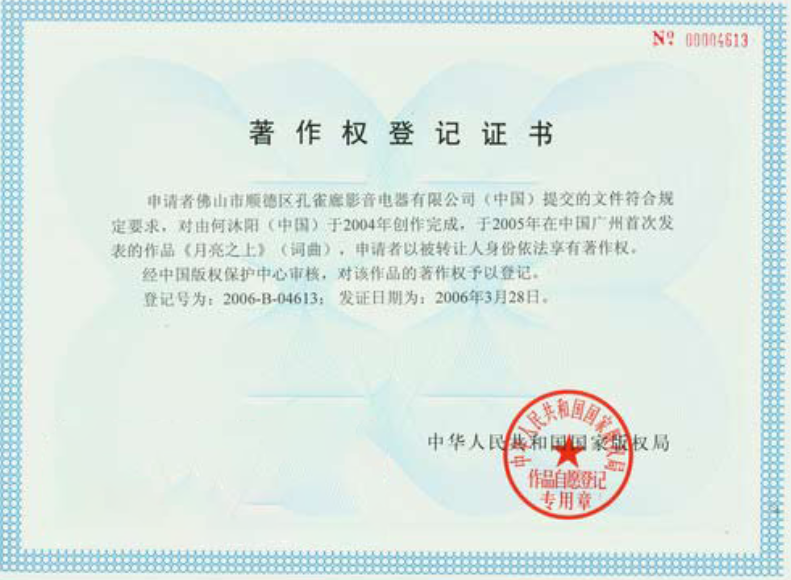 Nº 00004613
著作权登记证书
申请者佛山市顺德区孔雀廊影音电器有限公司（中国）提交的文件符合规
定要求，对由何沐阳（中国）于2004年创作完成，于2005年在中国广州首次发
表的作品《月亮之上》（词曲），申请者以被转让人身份依法享有著作权。
经中国版权保护中心审核，对该作品的著作权予以登记。
登记号为：2006-B-04613； 发证日期为：2006年3月28日。
中华人民共和国国家版权局
中华人民共和国国家版权局
作品自愿登记
专用章